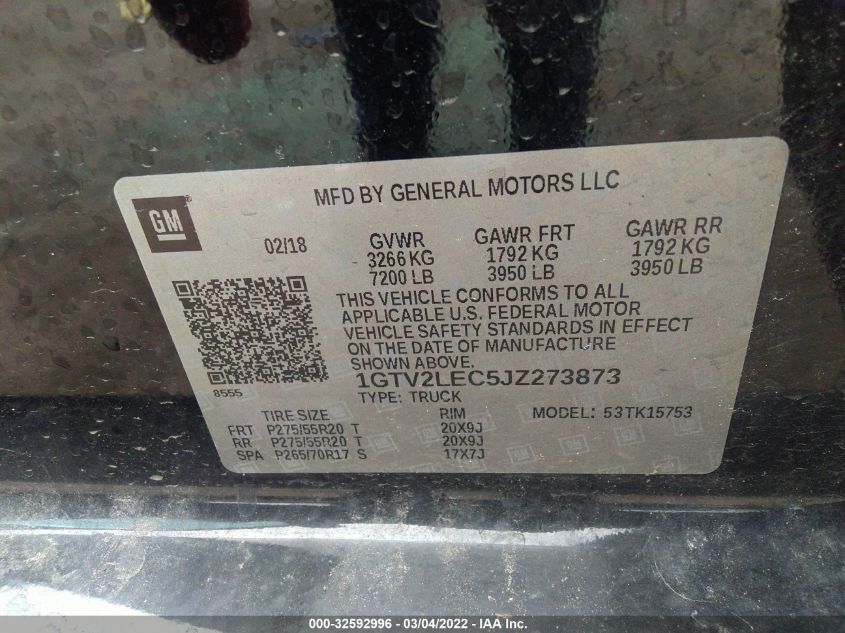 MFD BY GENERAL MOTORS LLC
GM
02/18 GVWR GAWR FRT GAWR RR
3266 KG 1792 KG 1792 KG
7200 LB 3950 LB 3950 LB
THIS VEHICLE CONFORMS TO ALL
APPLICABLE U.S. FEDERAL MOTOR
VEHICLE SAFETY STANDARDS IN EFFECT
ON THE DATE OF MANUFACTURE
SHOWN ABOVE.
8555
1GTV2LEC5JZ273873
TYPE: TRUCK
TIRE SIZE RIM MODEL: 53TK15753
FRT P275/55R20 T 20X9J
RR P275/55R20 T 20X9J
SPA P265/70R17 S 17X7J
000-32592996 - 03/04/2022 - IAA Inc.